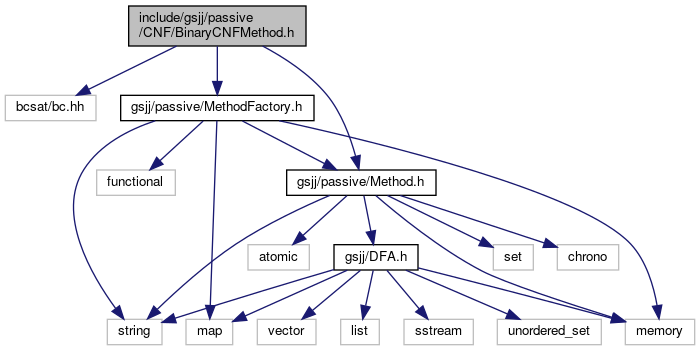 include/gsjj/passive
/CNF/BinaryCNFMethod.h
bcsat/bc.hh
gsjj/passive/MethodFactory.h
functional
gsjj/passive/Method.h
atomic
gsjj/DFA.h
set
chrono
string
map
vector
list
sstream
unordered_set
memory